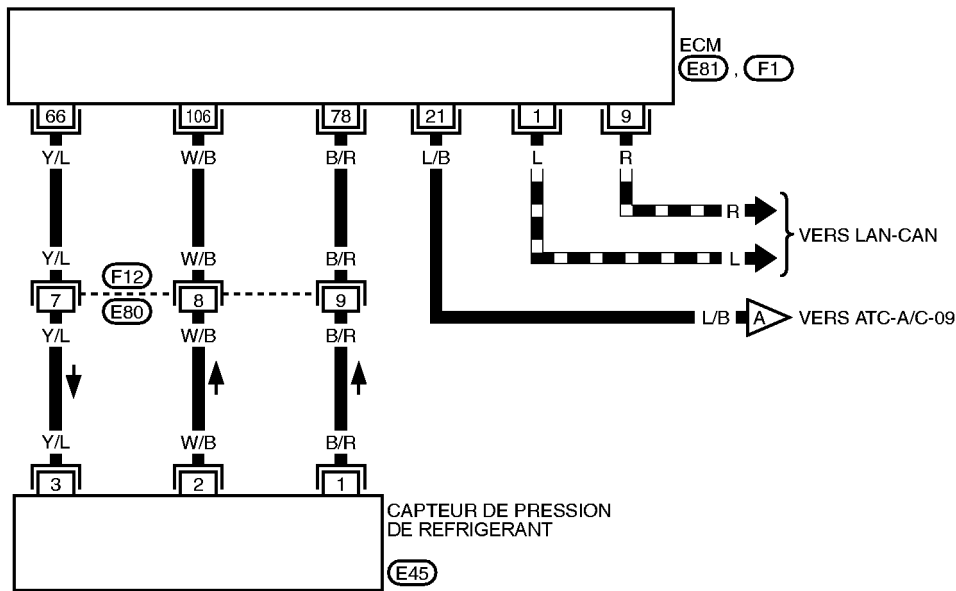 ECM
E81 , F1
66 106 78 21 1 9
Y/L W/B B/R L/B L R
R
VERS LAN-CAN
L
Y/L W/B B/R
F12
7 8 9
E80
L/B A VERS ATC-A/C-09
Y/L W/B B/R
Y/L W/B B/R
3 2 1
CAPTEUR DE PRESSION
DE REFRIGERANT
E45